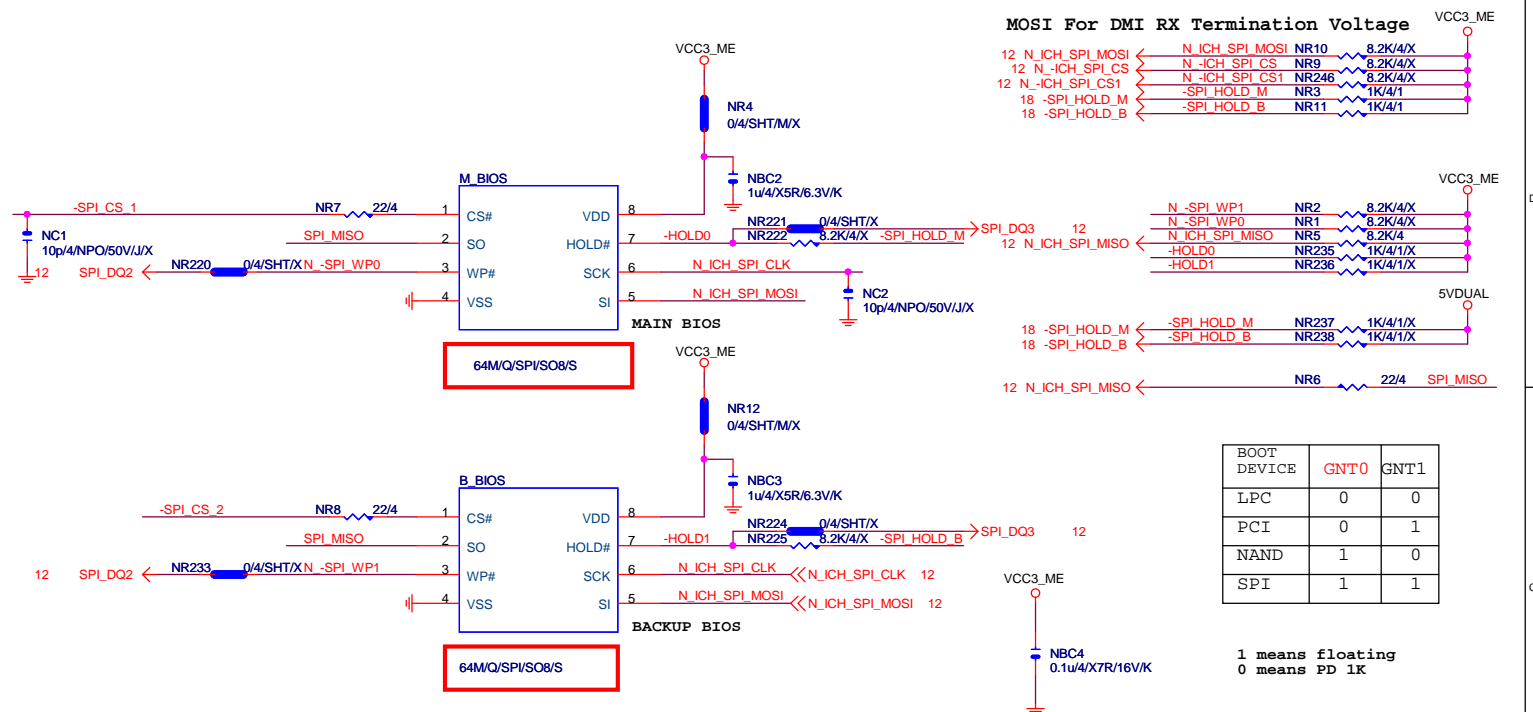 MOSI For DMI RX Termination Voltage
VCC3_ME
12 N_ICH_SPI_MOSI N_ICH_SPI_MOSI NR10 8.2K/4/X
12 N_-ICH_SPI_CS N_-ICH_SPI_CS NR9 8.2K/4/X
12 N_-ICH_SPI_CS1 N_-ICH_SPI_CS1 NR246 8.2K/4/X
18 -SPI_HOLD_M -SPI_HOLD_M NR3 1K/4/1
18 -SPI_HOLD_B -SPI_HOLD_B NR11 1K/4/1
VCC3_ME
NR4
0/4/SHT/M/X
NBC2
1u/4/X5R/6.3V/K
M_BIOS
-SPI_CS_1 NR7 22/4 1 CS# VDD 8
NC1
10p/4/NPO/50V/J/X
SPI_MISO 2 SO HOLD# 7 -HOLD0
NR221 0/4/SHT/X SPI_DQ3 12
NR222 8.2K/4/X -SPI_HOLD_M
12 SPI_DQ2 NR220 0/4/SHT/X N_-SPI_WP0 3 WP# SCK 6 N_ICH_SPI_CLK
4 VSS SI 5 N_ICH_SPI_MOSI
NC2
10p/4/NPO/50V/J/X
MAIN BIOS
64M/Q/SPI/SO8/S
VCC3_ME
N_-SPI_WP1 NR2 8.2K/4/X
N_-SPI_WP0 NR1 8.2K/4/X
12 N_ICH_SPI_MISO N_ICH_SPI_MISO NR5 8.2K/4
-HOLD0 NR235 1K/4/1/X
-HOLD1 NR236 1K/4/1/X
5VDUAL
18 -SPI_HOLD_M -SPI_HOLD_M NR237 1K/4/1/X
18 -SPI_HOLD_B -SPI_HOLD_B NR238 1K/4/1/X
12 N_ICH_SPI_MISO NR6 22/4 SPI_MISO
VCC3_ME
NR12
0/4/SHT/M/X
NBC3
1u/4/X5R/6.3V/K
B_BIOS
-SPI_CS_2 NR8 22/4 1 CS# VDD 8
SPI_MISO 2 SO HOLD# 7 -HOLD1
NR224 0/4/SHT/X SPI_DQ3 12
NR225 8.2K/4/X -SPI_HOLD_B
12 SPI_DQ2 NR233 0/4/SHT/X N_-SPI_WP1 3 WP# SCK 6 N_ICH_SPI_CLK N_ICH_SPI_CLK 12
4 VSS SI 5 N_ICH_SPI_MOSI N_ICH_SPI_MOSI 12
BACKUP BIOS
64M/Q/SPI/SO8/S
VCC3_ME
NBC4
0.1u/4/X7R/16V/K
BOOT DEVICE GNT0 GNT1
LPC 0 0
PCI 0 1
NAND 1 0
SPI 1 1
1 means floating
0 means PD 1K